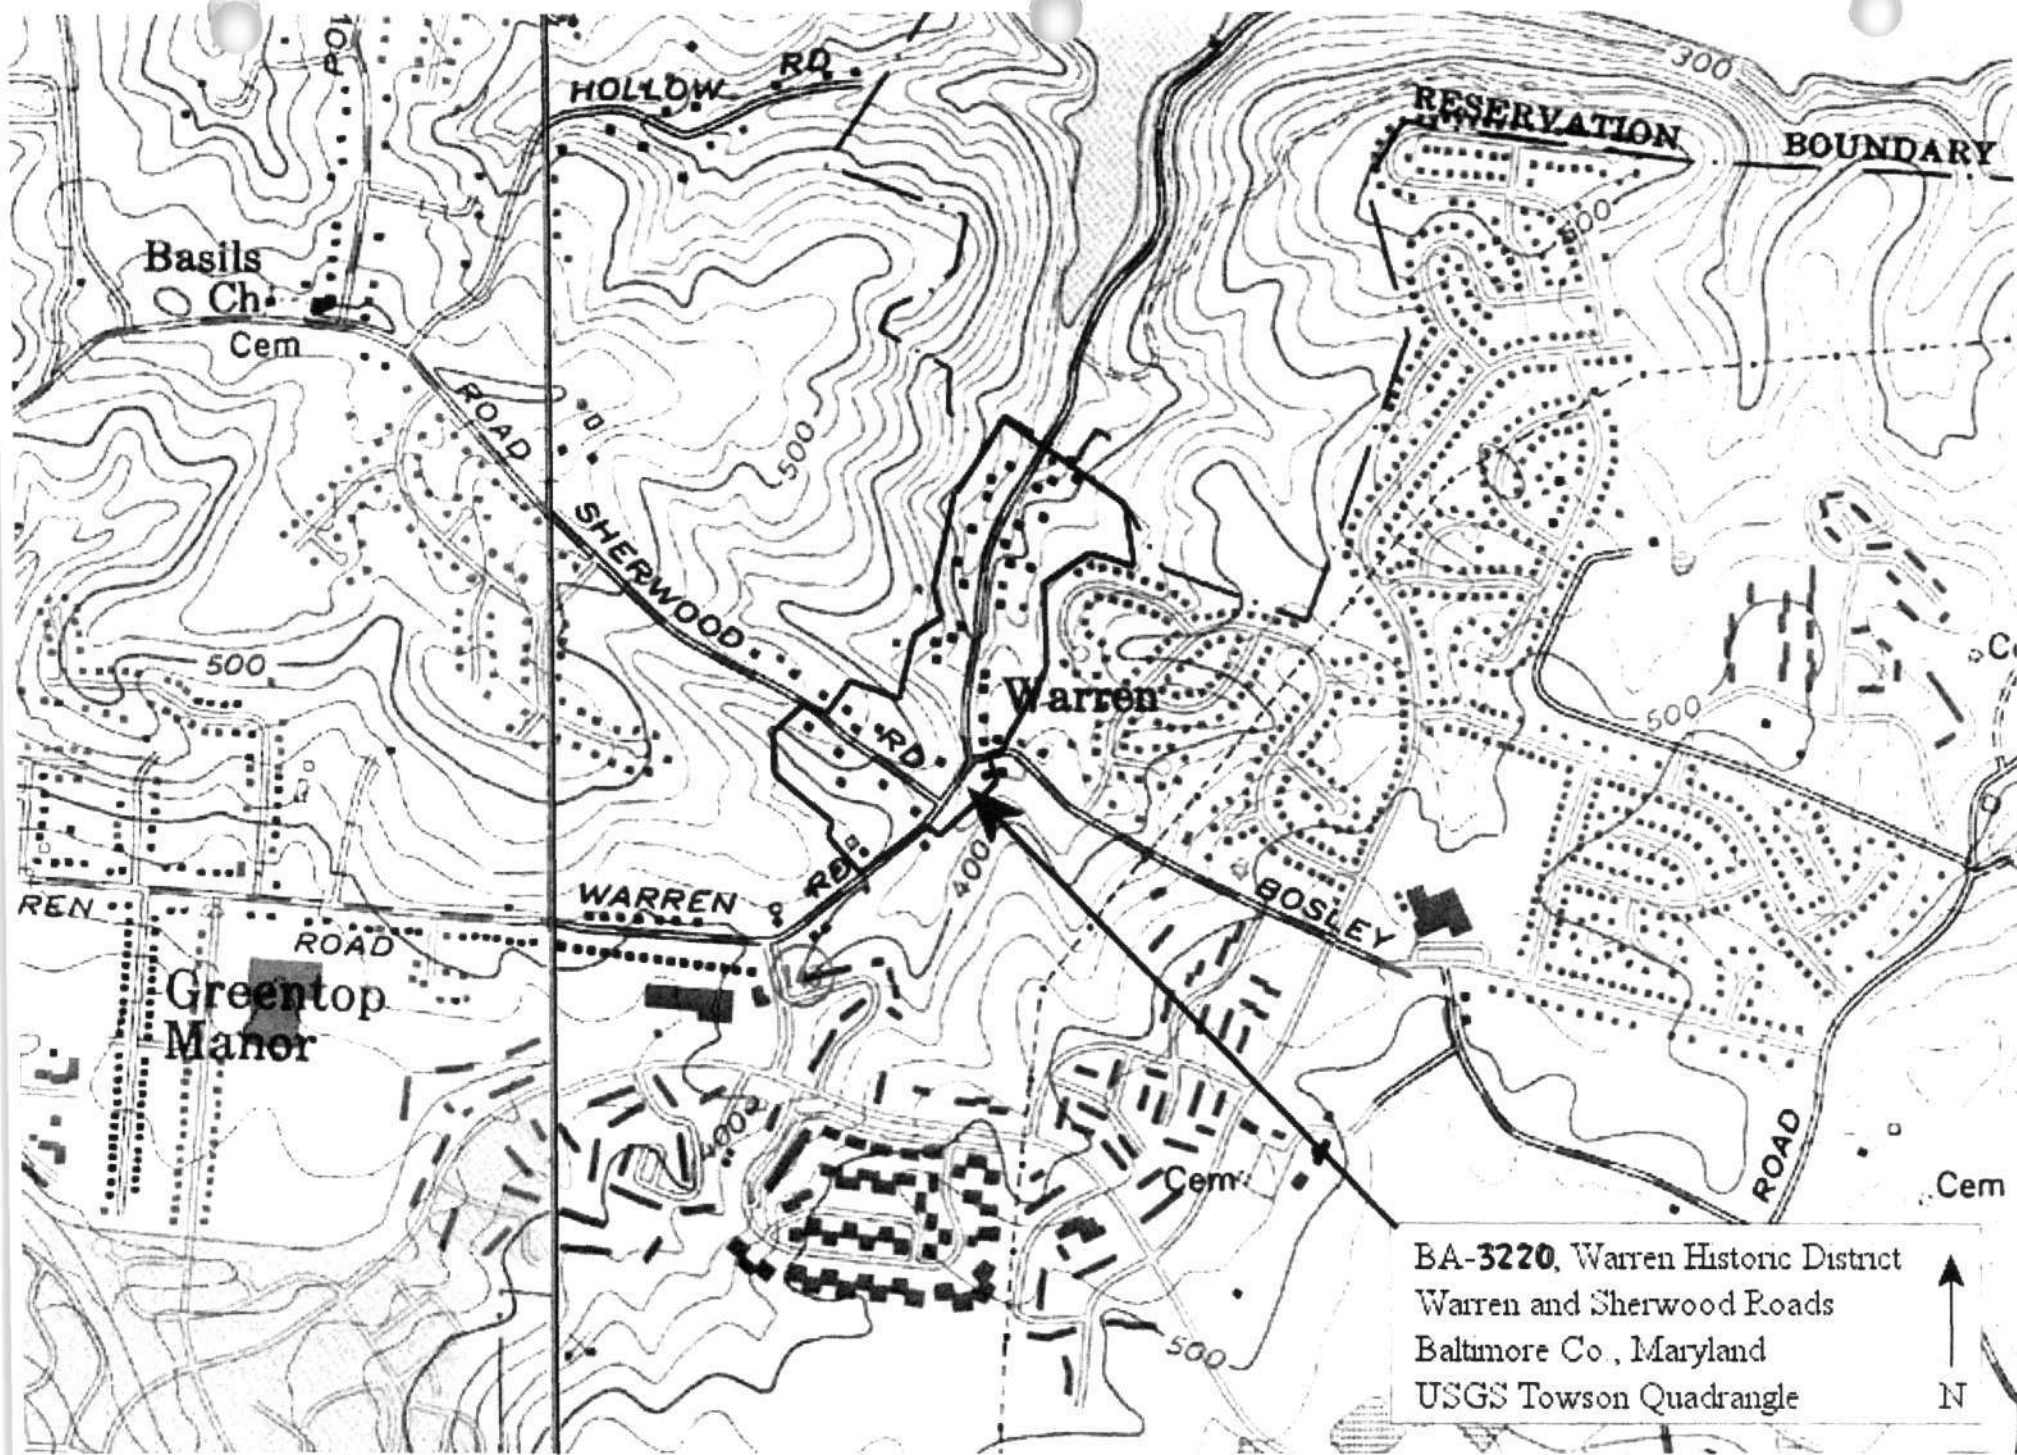 HOLLOW RD
300
RESERVATION BOUNDARY
500
Basils
Ch
Cem
ROAD
500
SHERWOOD RD
500
Warren
500
400
WARREN RD
BOSLEY
REN
ROAD
Greentop
Manor
400
Cem
ROAD
Cem
500
BA-3220, Warren Historic District
Warren and Sherwood Roads
Baltimore Co., Maryland
USGS Towson Quadrangle
N